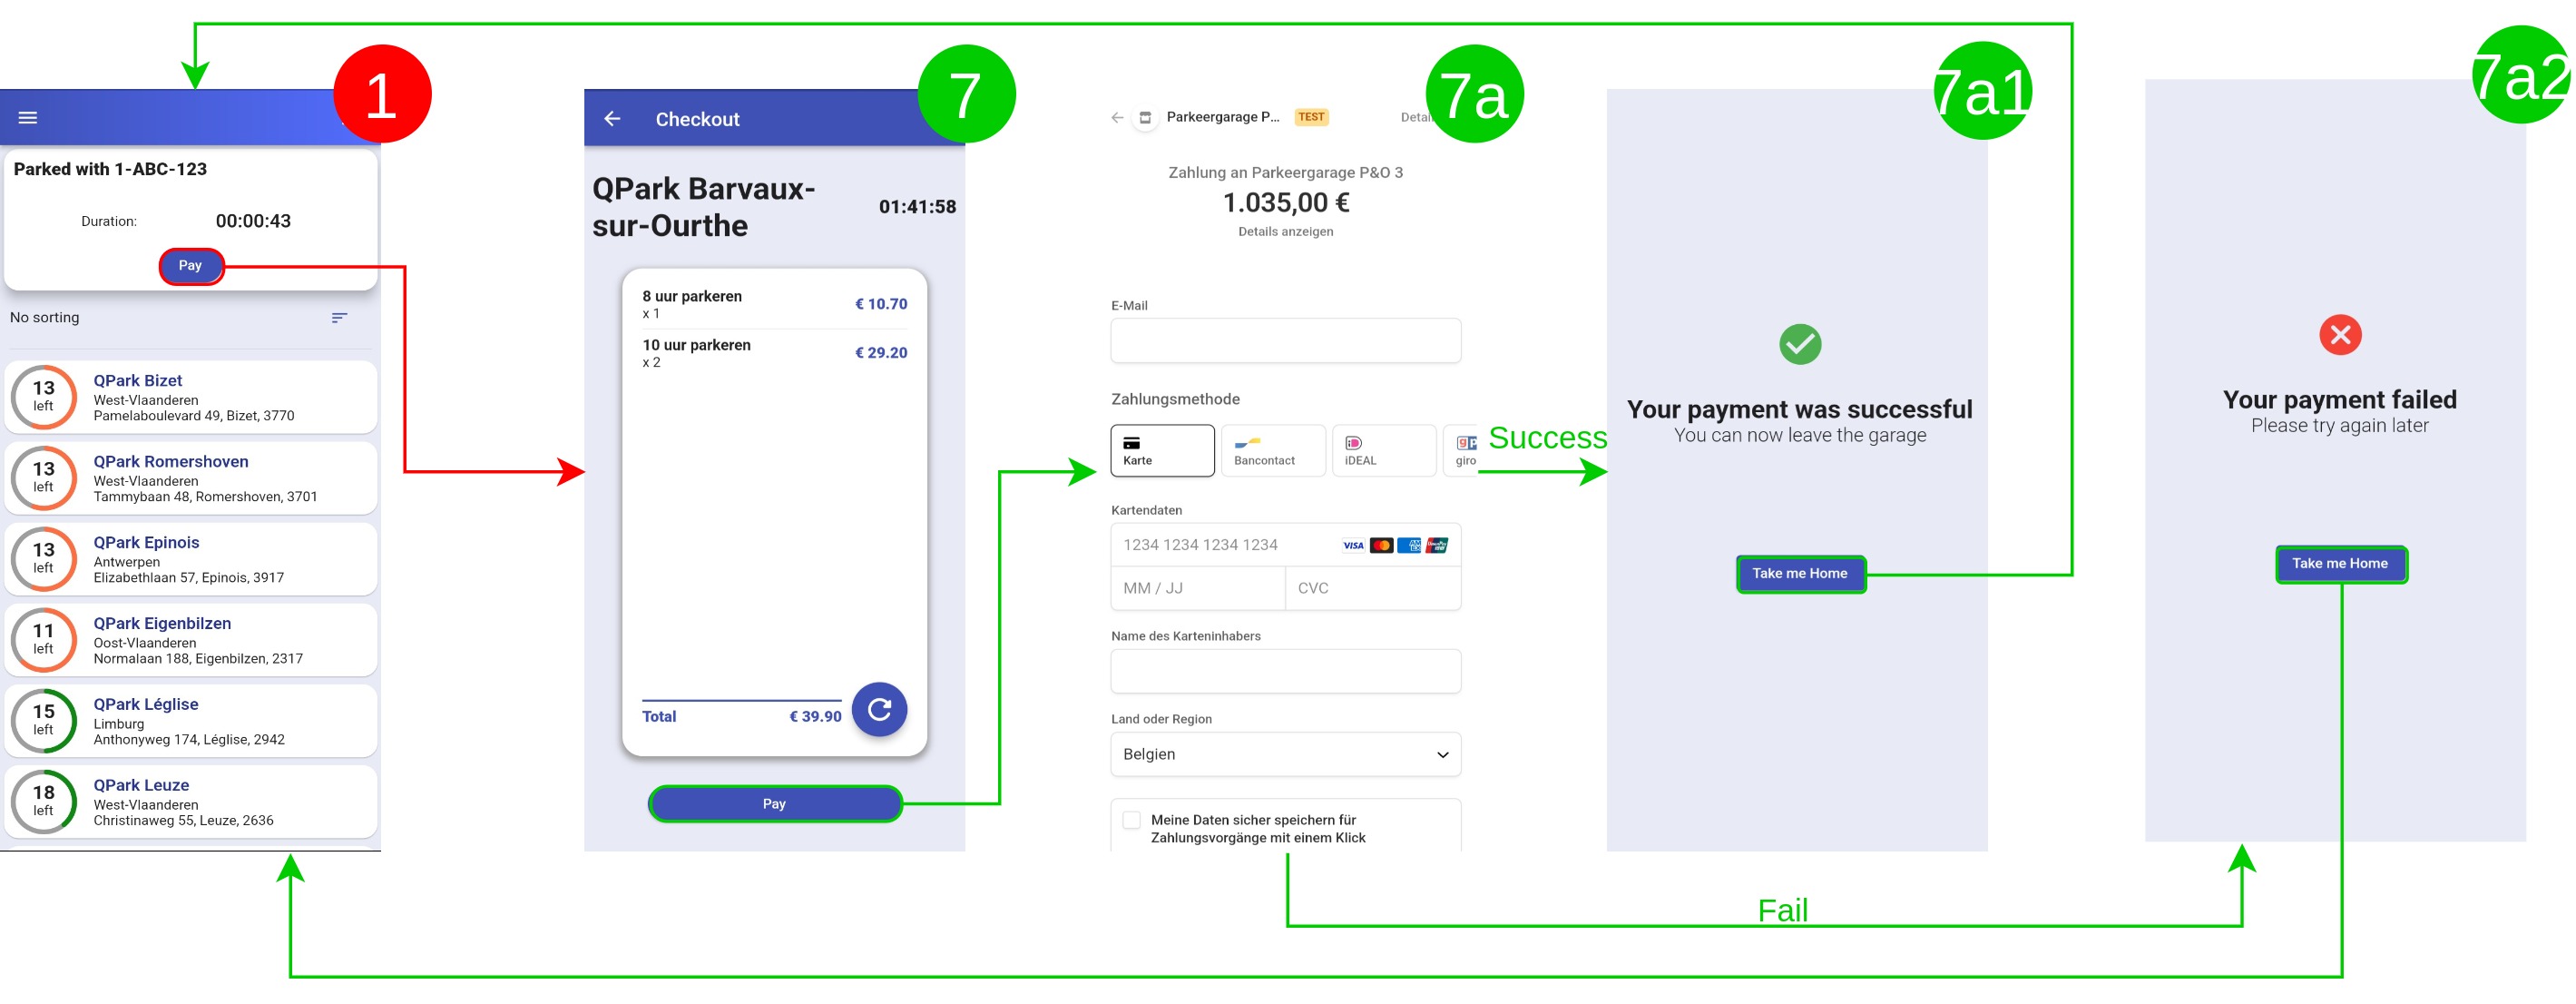 1
Parked with 1-ABC-123
Duration: 00:00:43
Pay
No sorting
13
left
QPark Bizet
West-Vlaanderen
Pamelaboulevard 49, Bizet, 3770
13
left
QPark Romershoven
West-Vlaanderen
Tammybaan 48, Romershoven, 3701
13
left
QPark Epinois
Antwerpen
Elizabethlaan 57, Epinois, 3917
11
left
QPark Eigenbilzen
Oost-Vlaanderen
Normalaan 188, Eigenbilzen, 2317
15
left
QPark Léglise
Limburg
Anthonyweg 174, Léglise, 2942
18
left
QPark Leuze
West-Vlaanderen
Christinaweg 55, Leuze, 2636
7
Checkout
QPark Barvaux-
sur-Ourthe
01:41:58
8 uur parkeren € 10.70
x 1
10 uur parkeren € 29.20
x 2
Total € 39.90
Pay
7a
Parkeergarage P... TEST
Zahlung an Parkeergarage P&O 3
1.035,00 €
Details anzeigen
E-Mail
Zahlungsmethode
Karte
Bancontact
iDEAL
Kartendaten
1234 1234 1234 1234 VISA
MM / JJ CVC
Name des Karteninhabers
Land oder Region
Belgien
Meine Daten sicher speichern für
Zahlungsvorgänge mit einem Klick
Success
7a1
Your payment was successful
You can now leave the garage
Take me Home
Fail
7a2
Your payment failed
Please try again later
Take me Home